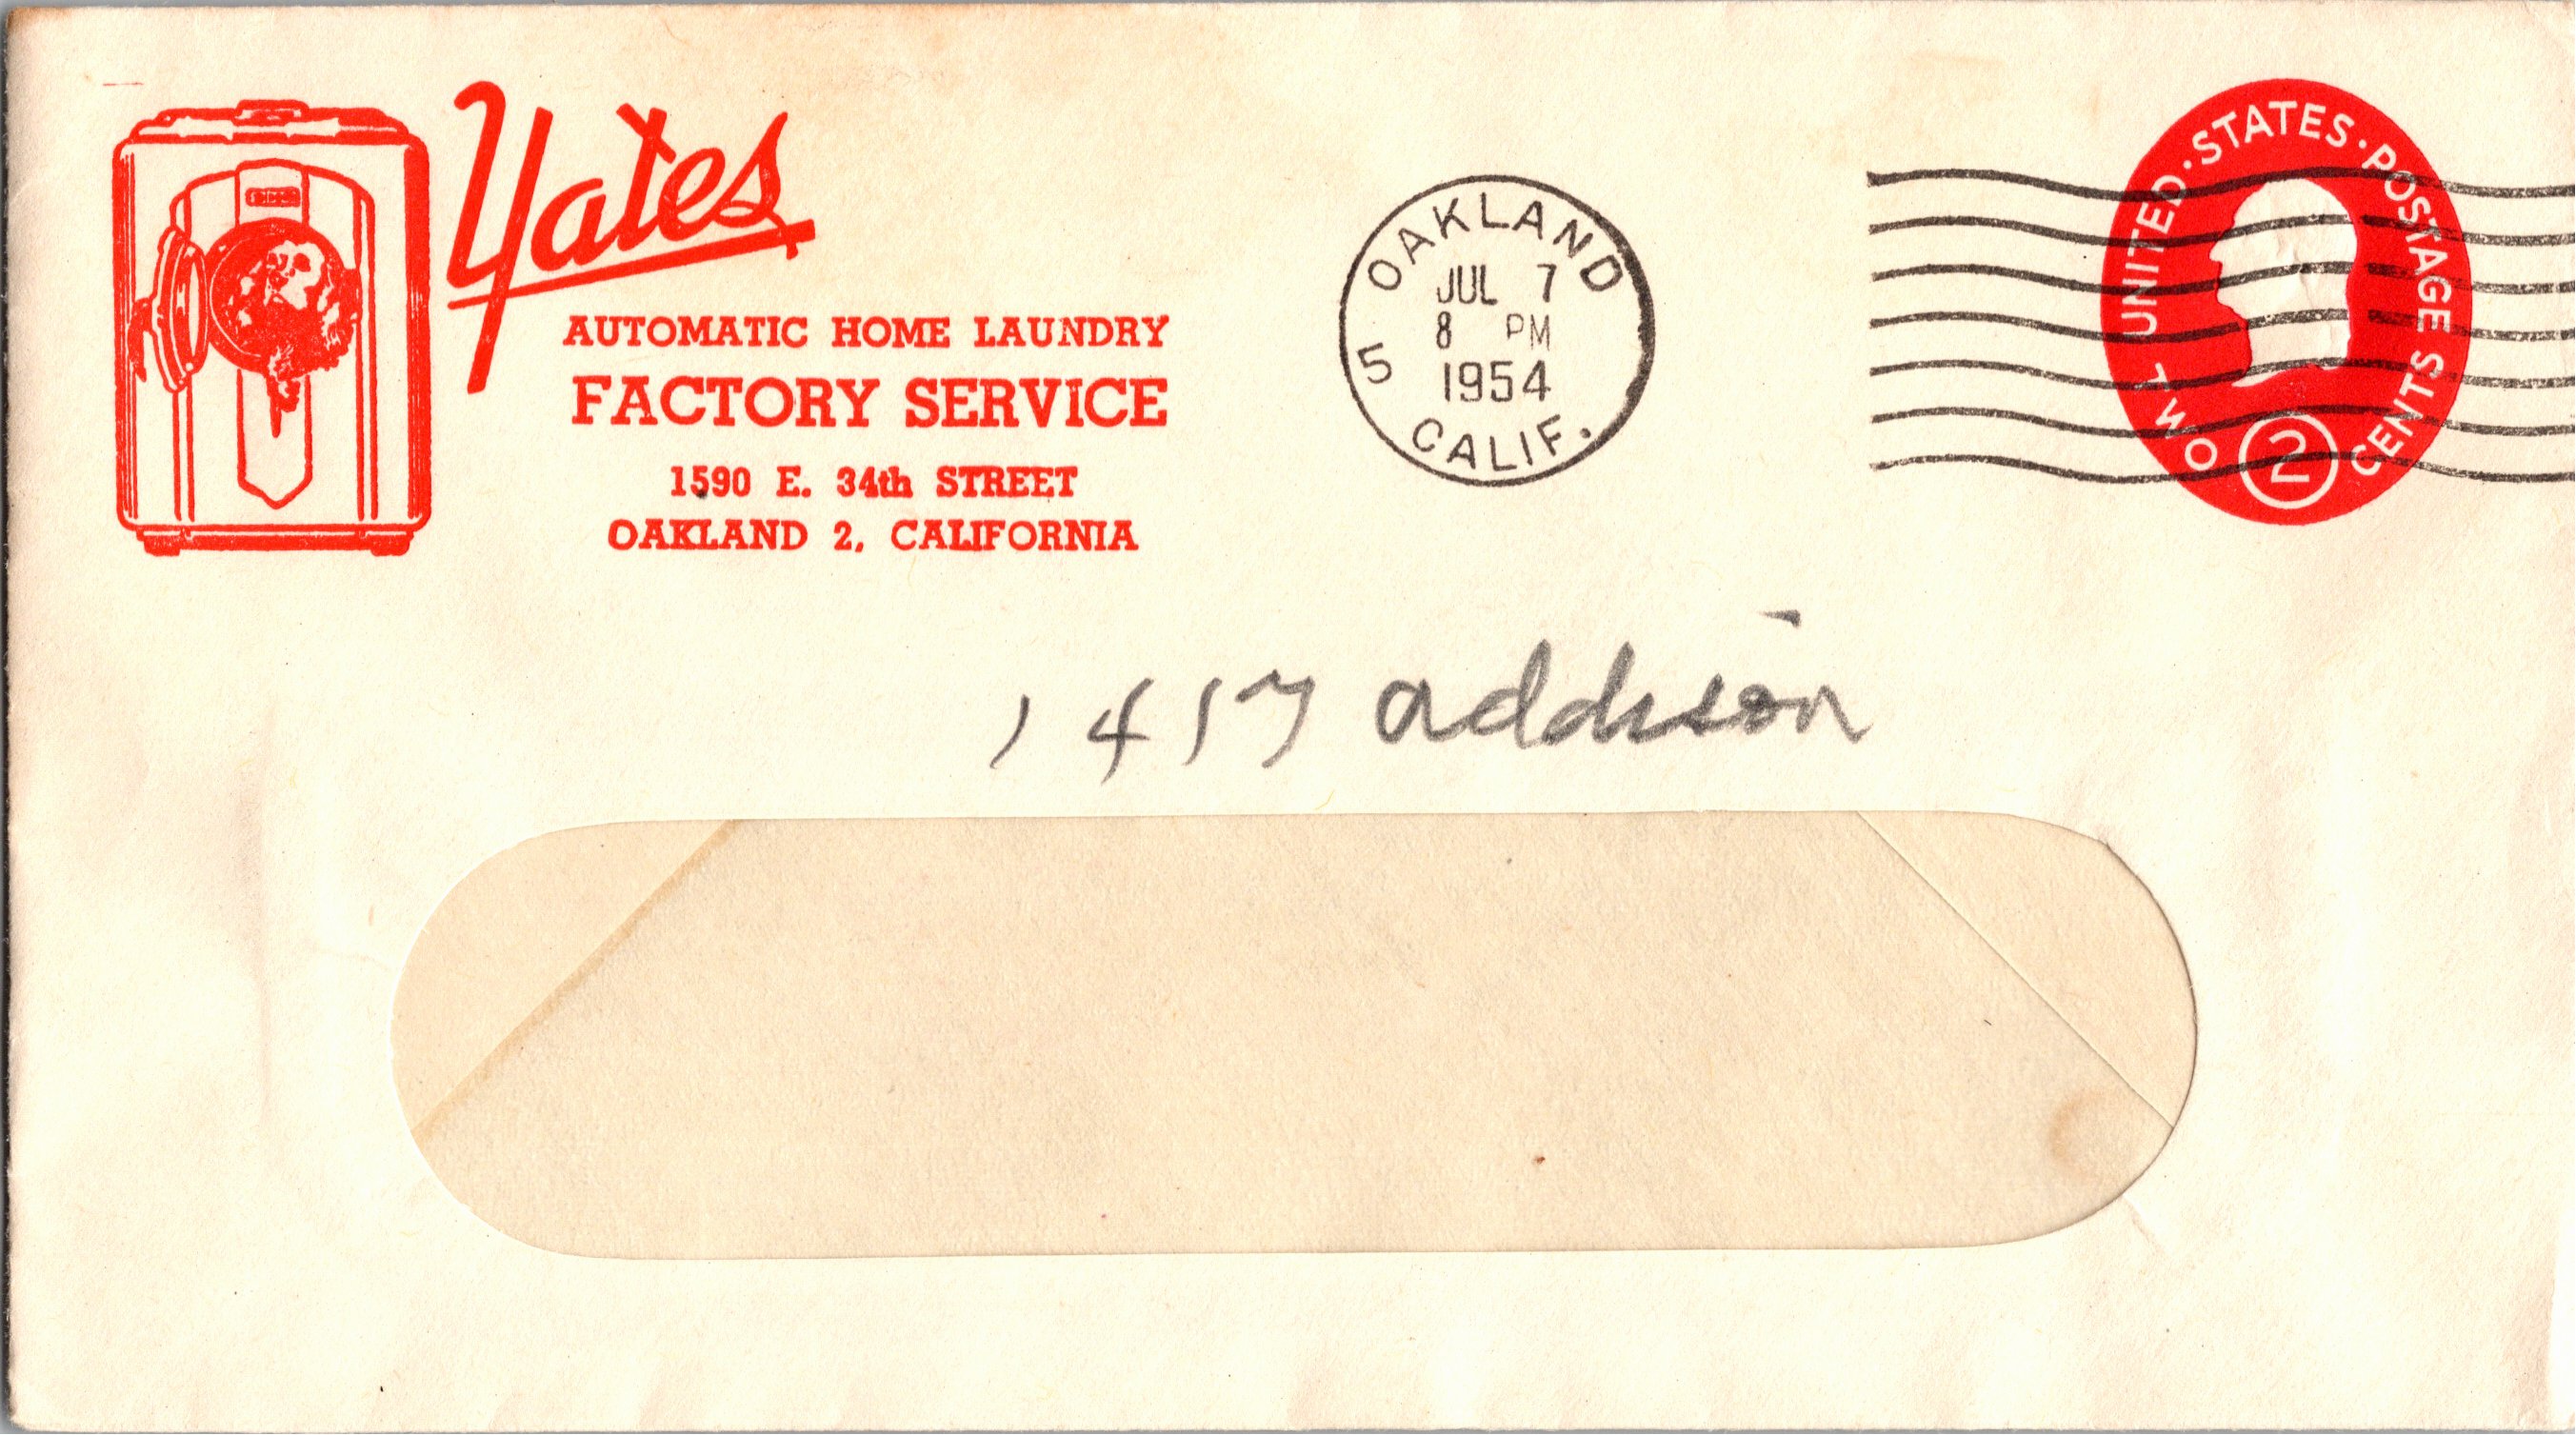 Yates
AUTOMATIC HOME LAUNDRY
FACTORY SERVICE
1590 E. 34th STREET
OAKLAND 2, CALIFORNIA
OAKLAND
JUL 7
8 PM
1954
5 CALIF.
UNITED · STATES · POSTAGE
TWO CENTS
2
1457 addison